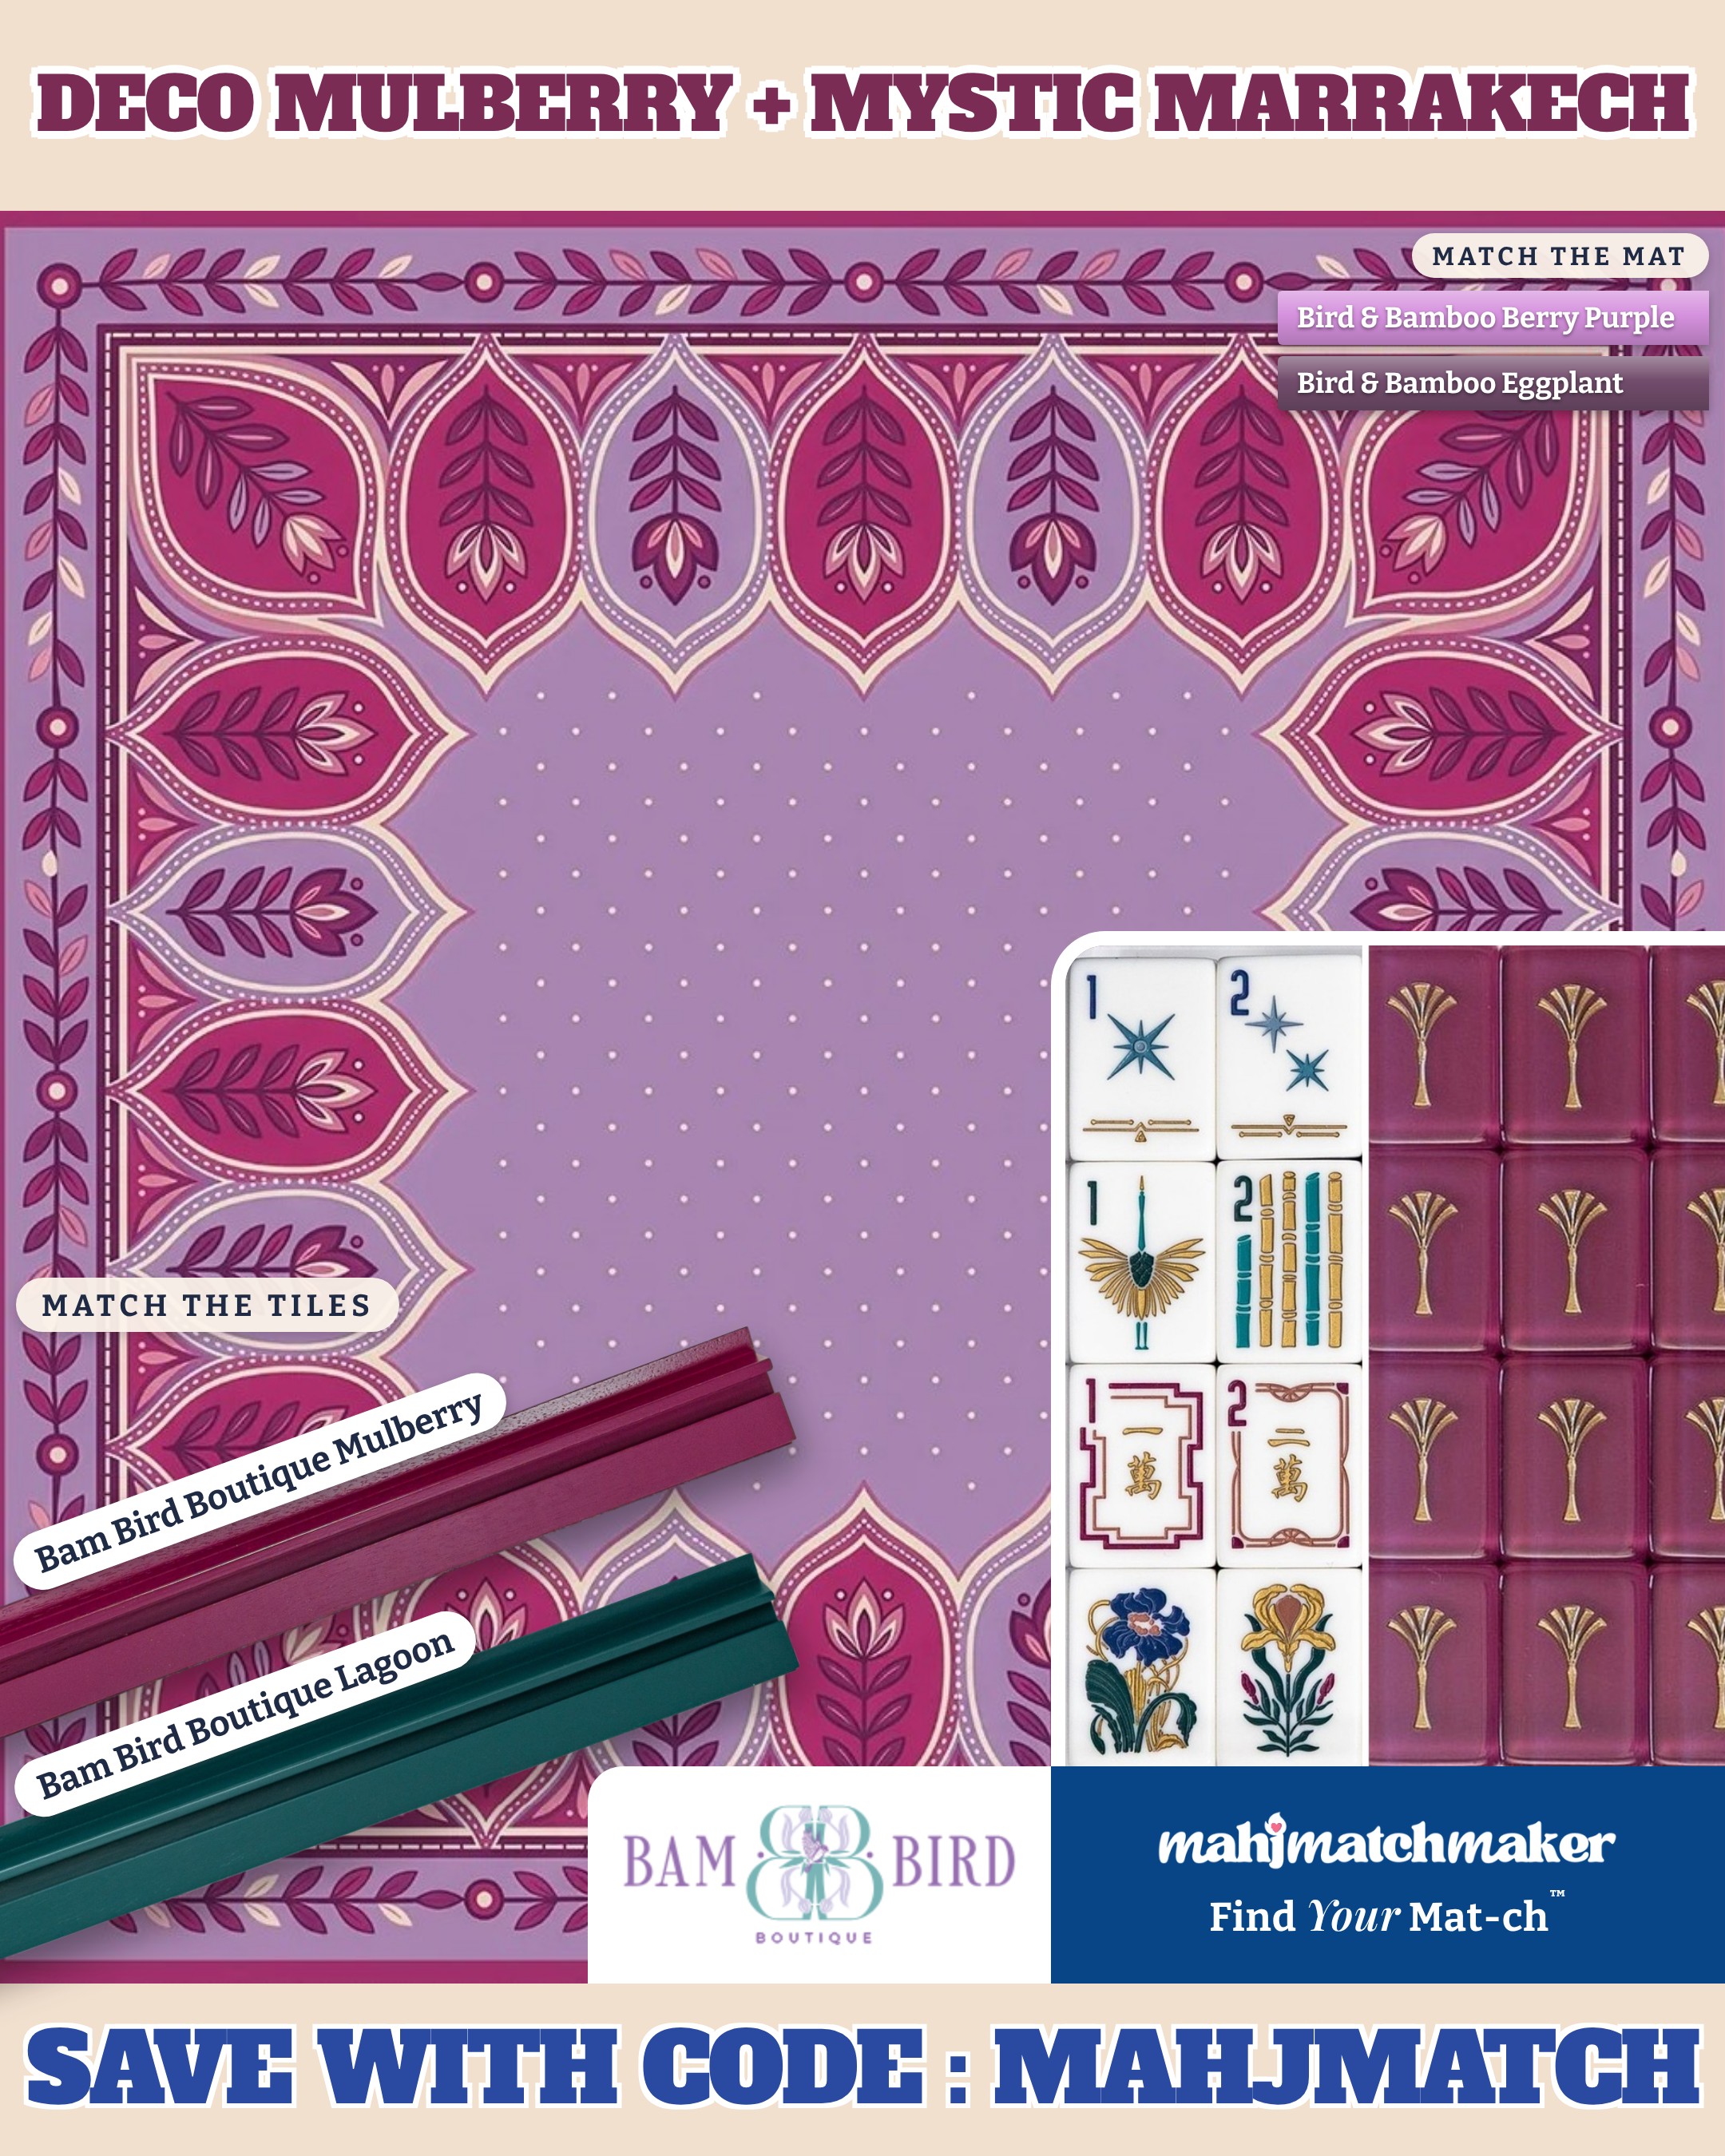 DECO MULBERRY + MYSTIC MARRAKECH
MATCH THE MAT
Bird & Bamboo Berry Purple
Bird & Bamboo Eggplant
1
2
1
2
1
一
萬
2
二
萬
MATCH THE TILES
Bam Bird Boutique Mulberry
Bam Bird Boutique Lagoon
BAM BIRD
BOUTIQUE
mahjmatchmaker
Find Your Mat-ch™
SAVE WITH CODE : MAHJMATCH